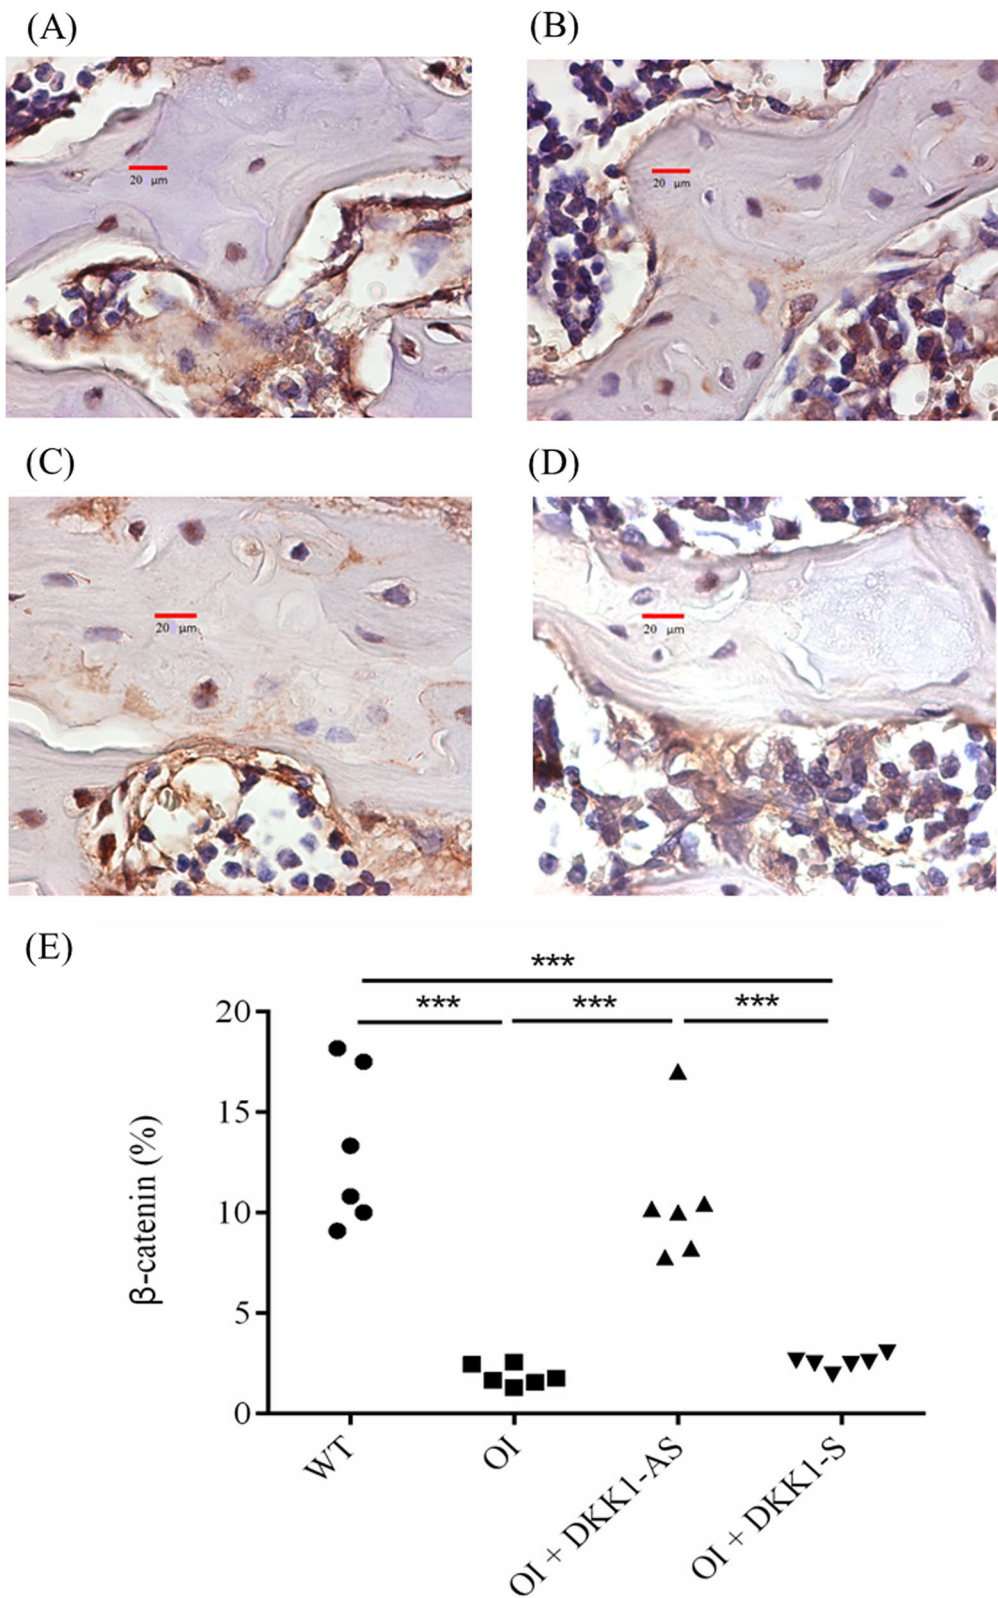 (A)
(B)
20 μm
20 μm
(C)
(D)
20 μm
20 μm
(E)
***
*** *** ***
20
15
10
5
0
β-catenin (%)
WT
OI
OI + DKK1-AS
OI + DKK1-S